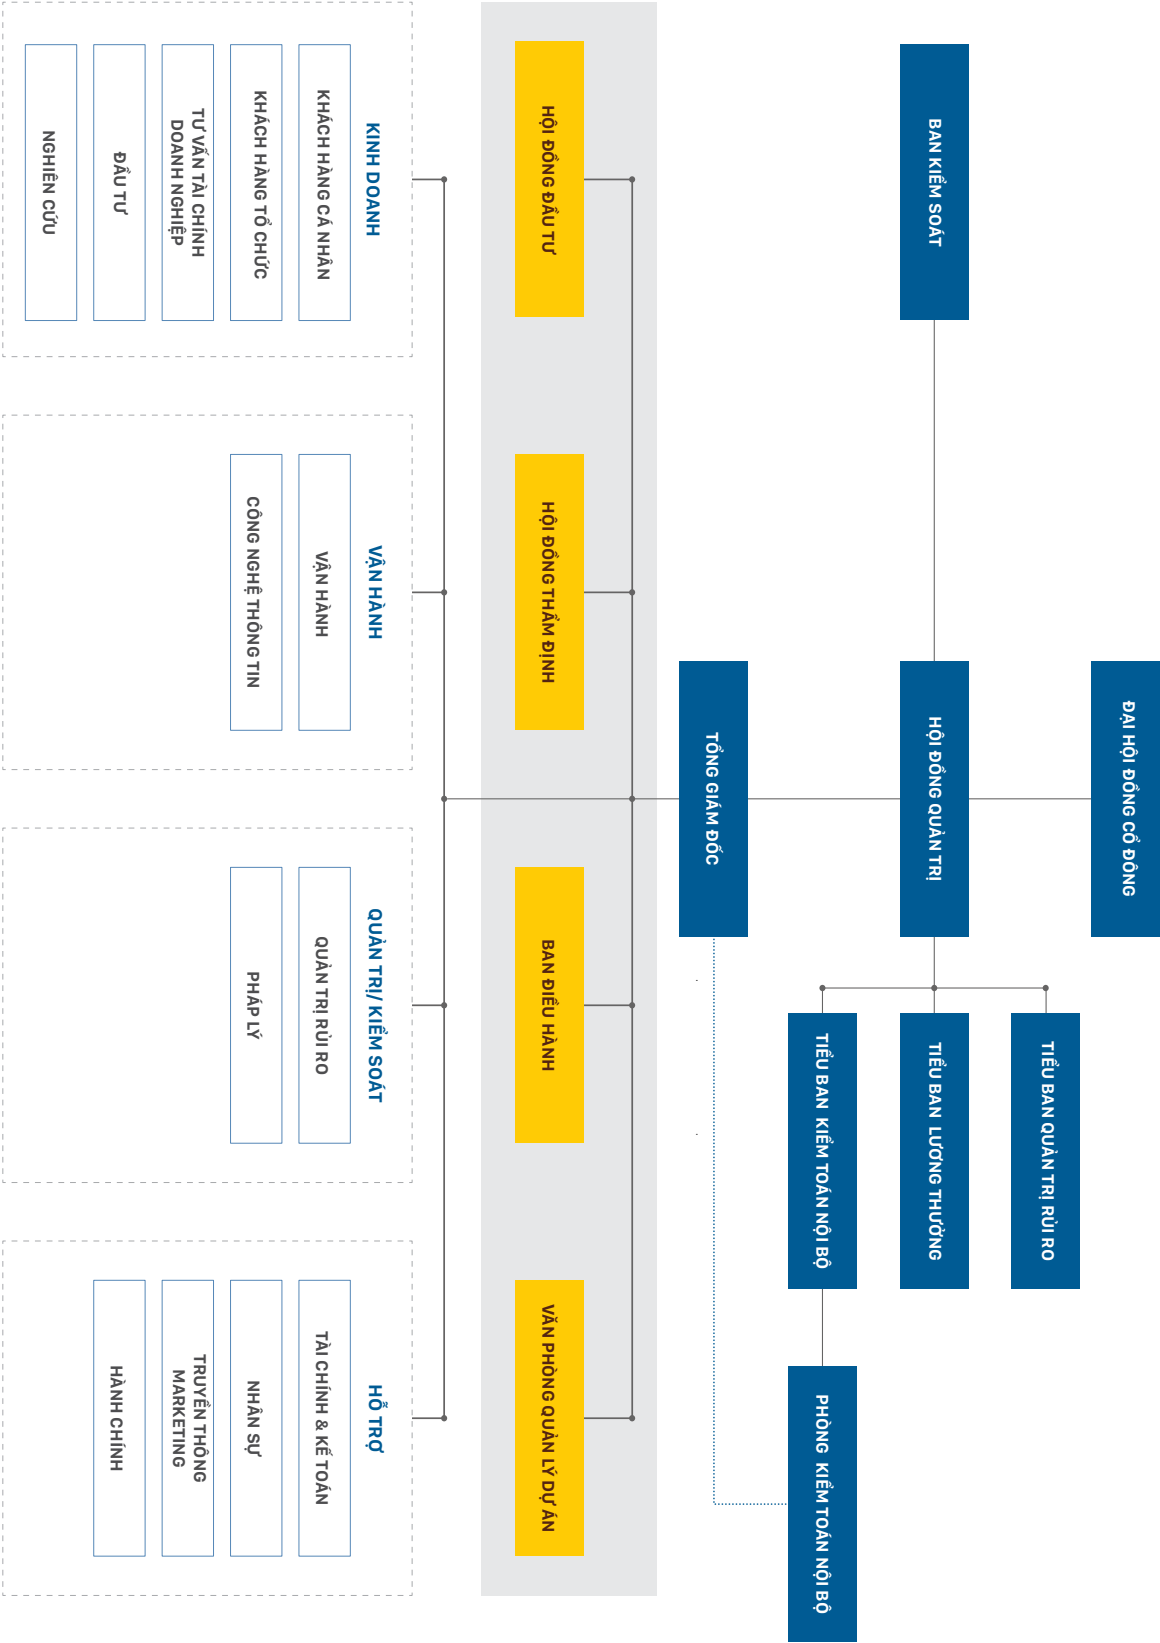 ĐẠI HỘI ĐỒNG CỔ ĐÔNG
BAN KIỂM SOÁT
HỘI ĐỒNG QUẢN TRỊ
TIỂU BAN QUẢN TRỊ RỦI RO
TIỂU BAN LƯƠNG THƯỞNG
TIỂU BAN KIỂM TOÁN NỘI BỘ
PHÒNG KIỂM TOÁN NỘI BỘ
TỔNG GIÁM ĐỐC
HỘI ĐỒNG ĐẦU TƯ
HỘI ĐỒNG THẨM ĐỊNH
BAN ĐIỀU HÀNH
VĂN PHÒNG QUẢN LÝ DỰ ÁN
KINH DOANH
KHÁCH HÀNG CÁ NHÂN
KHÁCH HÀNG TỔ CHỨC
TƯ VẤN TÀI CHÍNH
DOANH NGHIỆP
ĐẦU TƯ
NGHIÊN CỨU
VẬN HÀNH
VẬN HÀNH
CÔNG NGHỆ THÔNG TIN
QUẢN TRỊ/ KIỂM SOÁT
QUẢN TRỊ RỦI RO
PHÁP LÝ
HỖ TRỢ
TÀI CHÍNH & KẾ TOÁN
NHÂN SỰ
TRUYỀN THÔNG
MARKETING
HÀNH CHÍNH